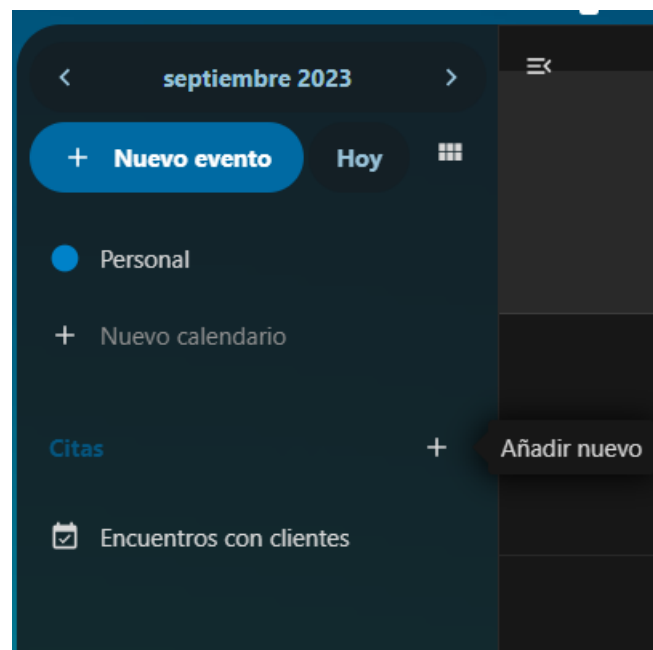 septiembre 2023
Nuevo evento
Hoy
Personal
Nuevo calendario
Citas
Añadir nuevo
Encuentros con clientes